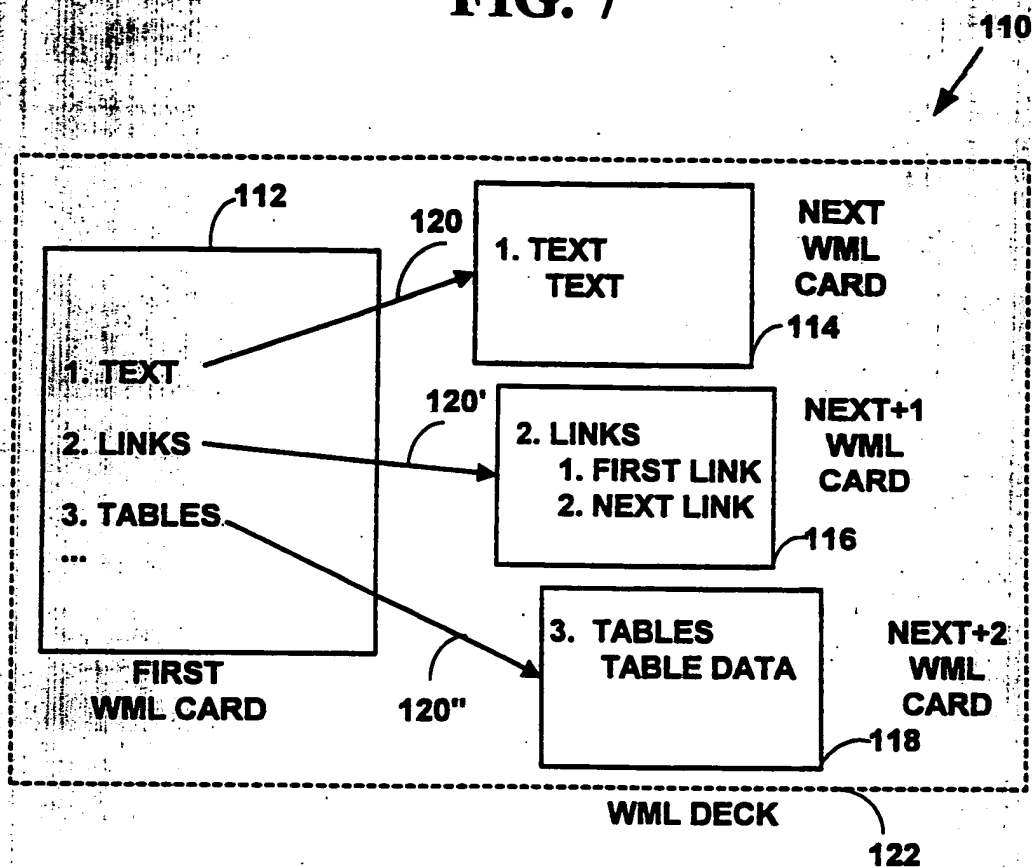 FIG. 7
110
112
120
1. TEXT
TEXT
NEXT
WML
CARD
114
1. TEXT
2. LINKS
3. TABLES
...
120'
2. LINKS
1. FIRST LINK
2. NEXT LINK
NEXT+1
WML
CARD
116
3. TABLES
TABLE DATA
NEXT+2
WML
CARD
118
FIRST
WML CARD
120"
WML DECK
122